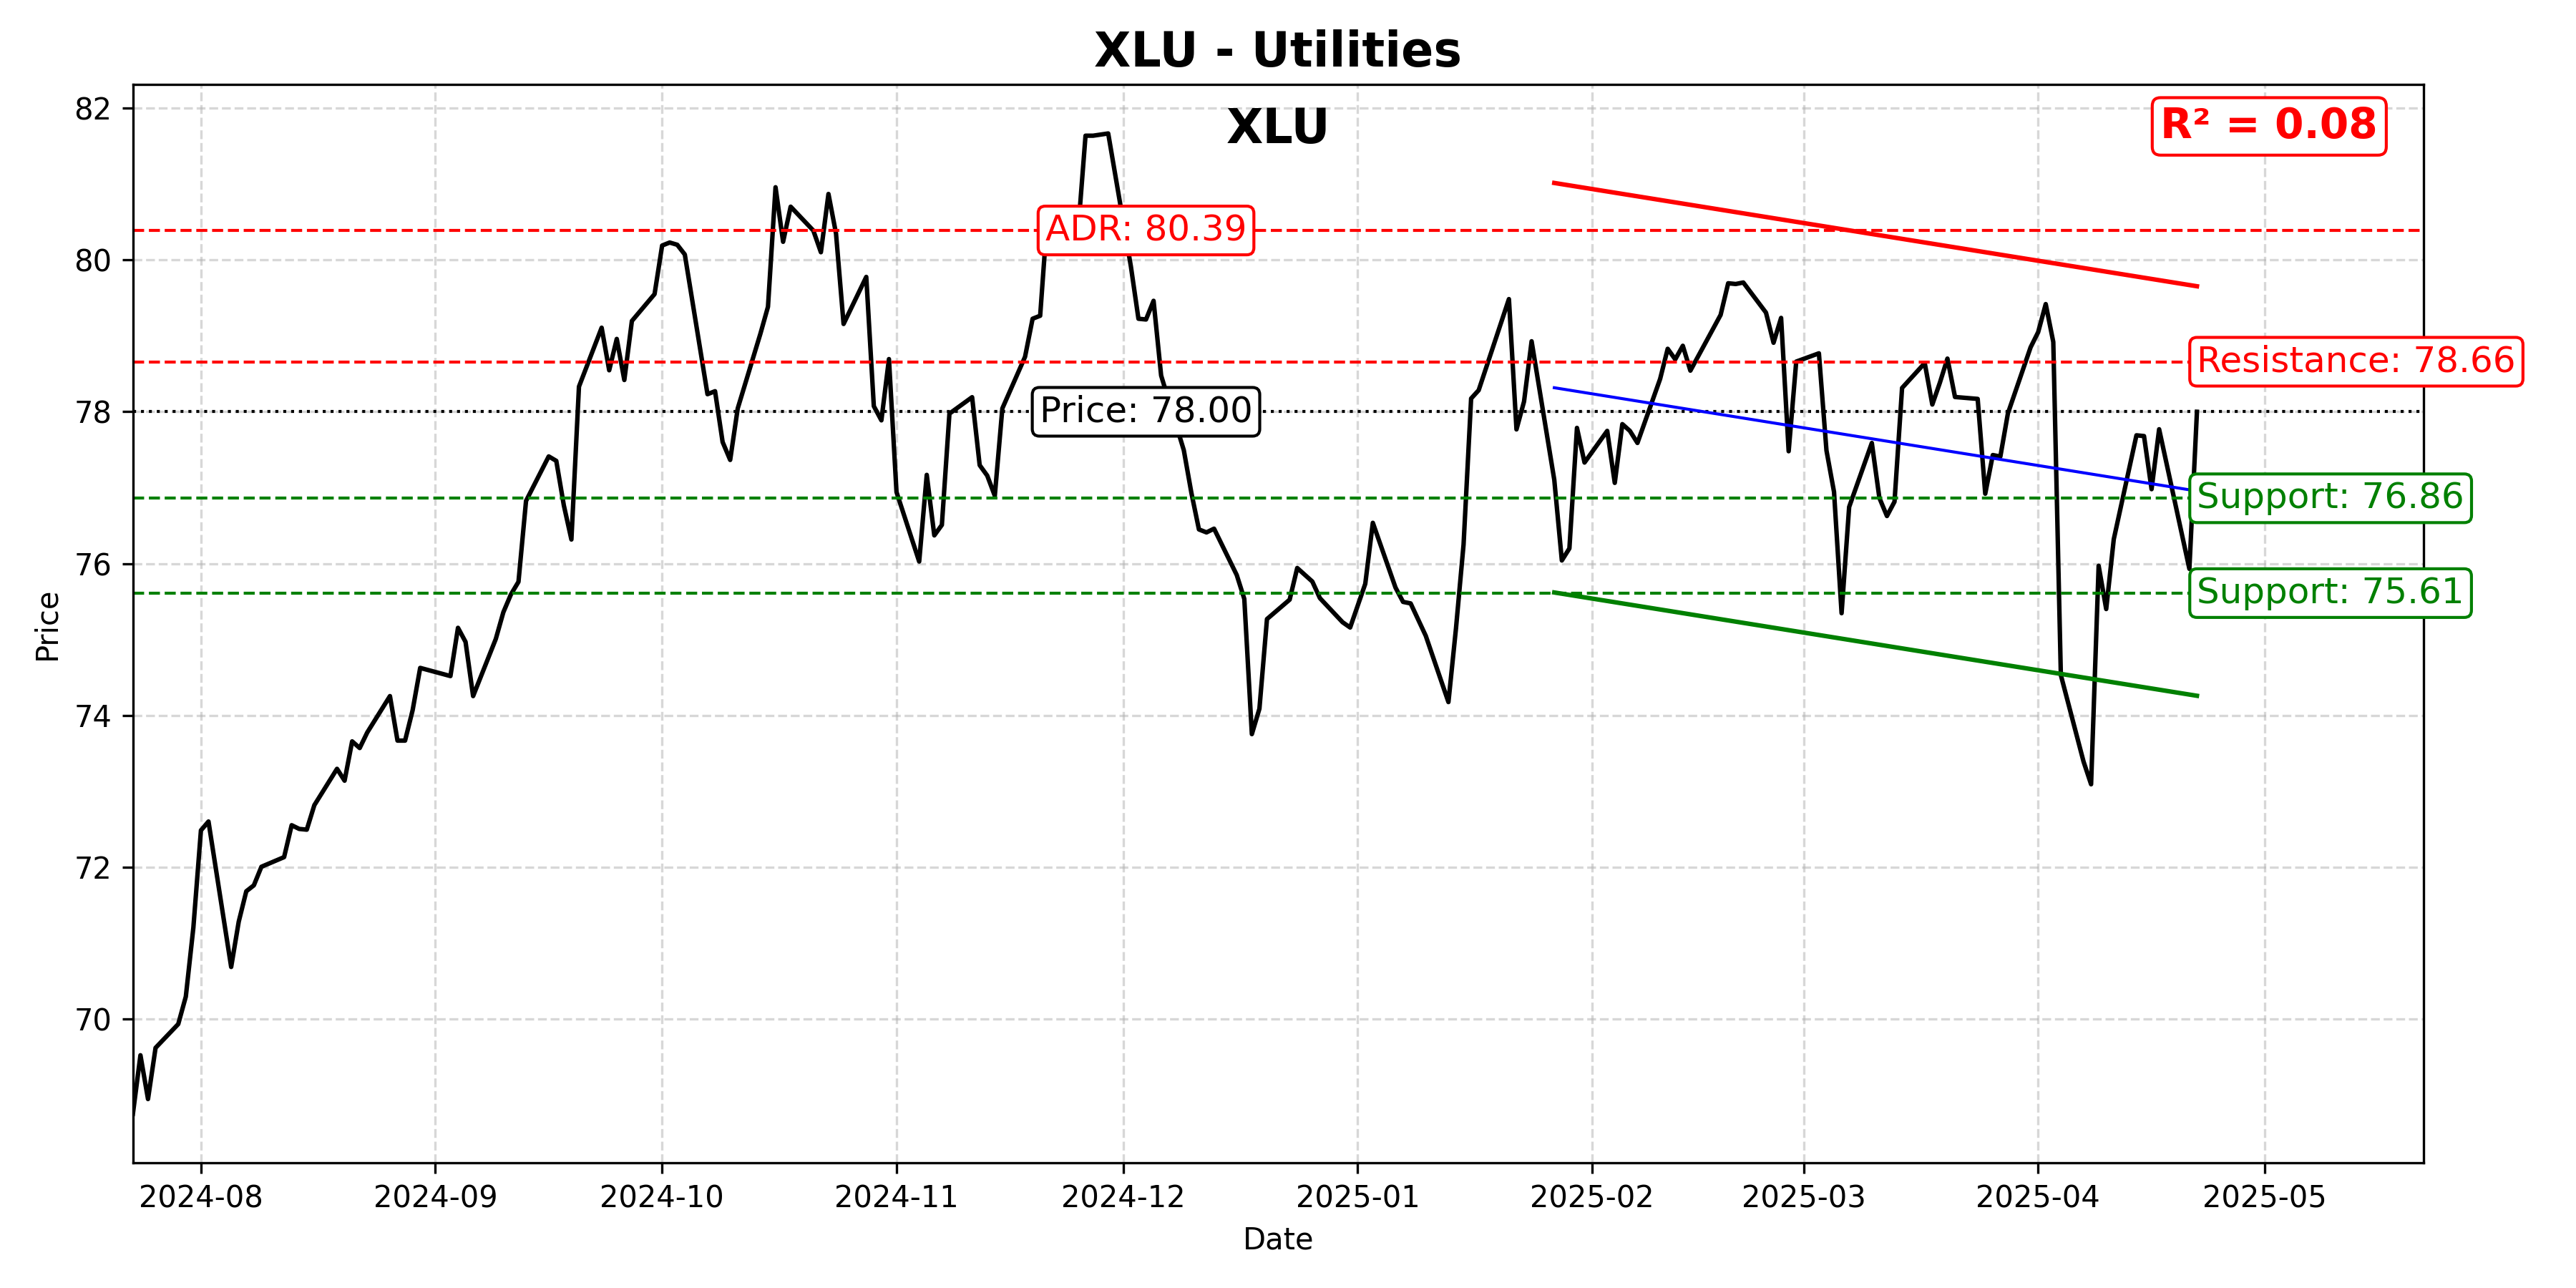 XLU - Utilities
XLU
R² = 0.08
82
80
78
76
74
72
70
Price
ADR: 80.39
Resistance: 78.66
Price: 78.00
Support: 76.86
Support: 75.61
2024-08
2024-09
2024-10
2024-11
2024-12
2025-01
2025-02
2025-03
2025-04
2025-05
Date